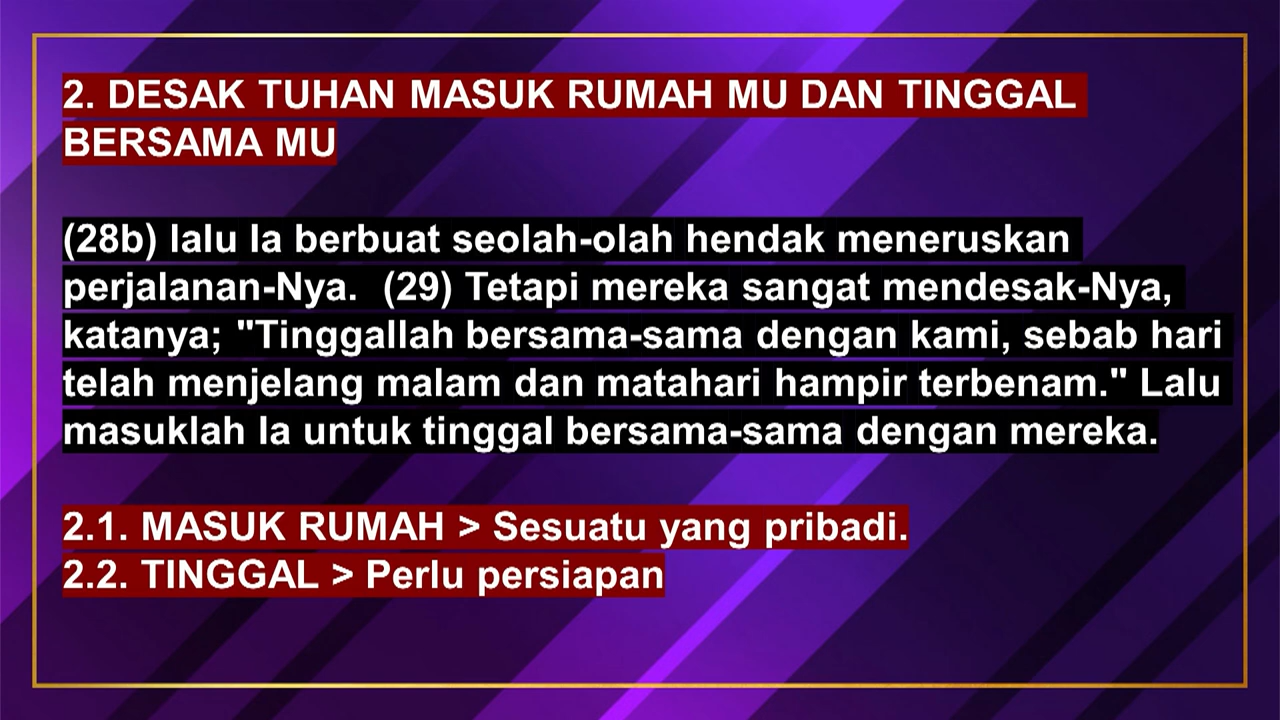 2. DESAK TUHAN MASUK RUMAH MU DAN TINGGAL
BERSAMA MU
(28b) lalu Ia berbuat seolah-olah hendak meneruskan
perjalanan-Nya.  (29) Tetapi mereka sangat mendesak-Nya,
katanya; "Tinggallah bersama-sama dengan kami, sebab hari
telah menjelang malam dan matahari hampir terbenam." Lalu
masuklah Ia untuk tinggal bersama-sama dengan mereka.
2.1. MASUK RUMAH > Sesuatu yang pribadi.
2.2. TINGGAL > Perlu persiapan